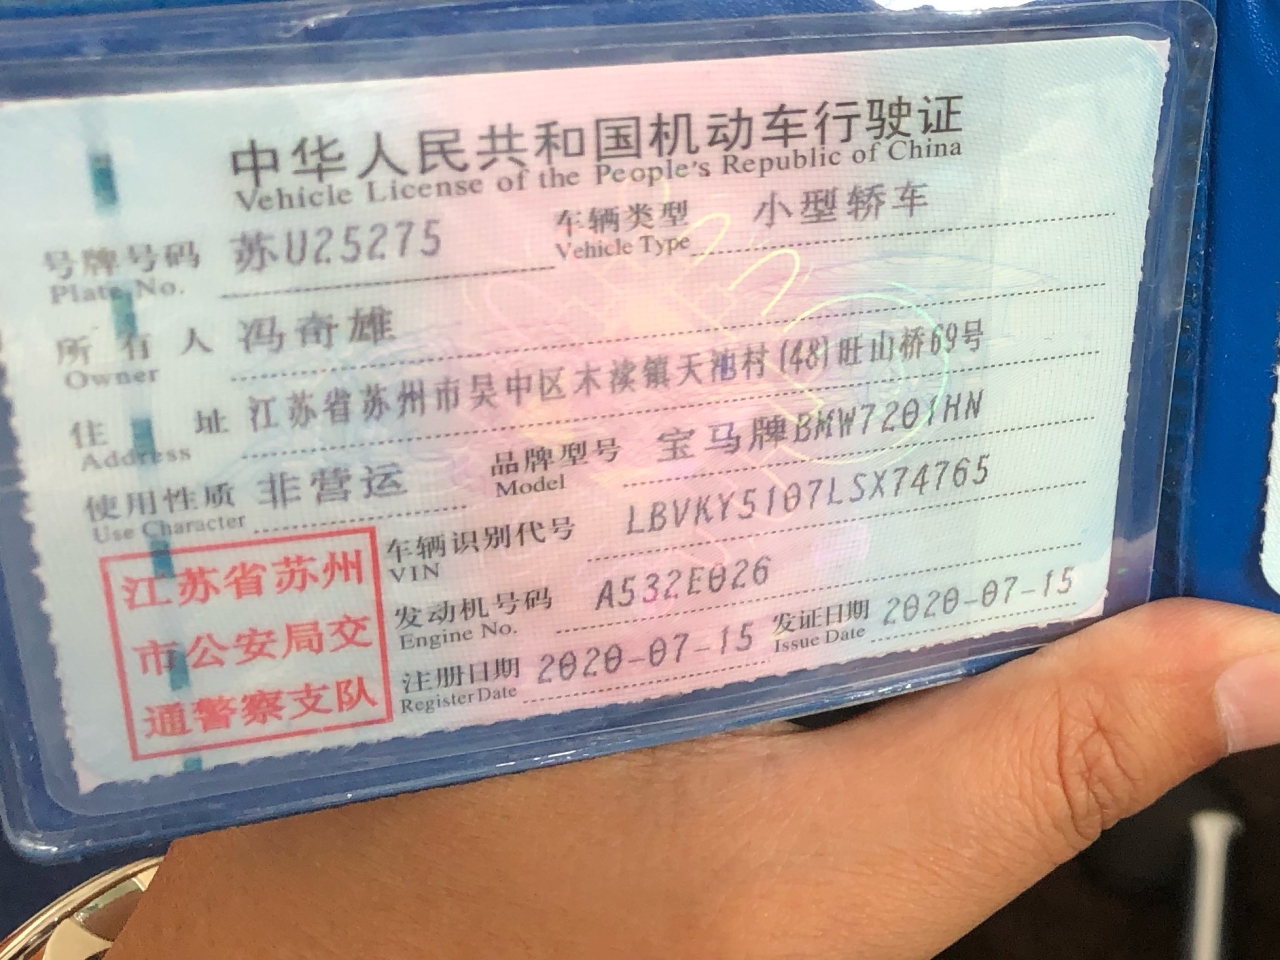 中华人民共和国机动车行驶证
Vehicle License of the People's Republic of China
号牌号码 苏U25275 车辆类型 小型轿车
Plate No. Vehicle Type
所有人 冯奇雄
Owner
住址 江苏省苏州市吴中区木渎镇天池村(48)旺山桥69号
Address
使用性质 非营运 品牌型号 宝马牌BMW7201HN
Use Character Model
车辆识别代号 LBVKY5107LSX74765
VIN
发动机号码 A532E026
Engine No.
注册日期 2020-07-15 发证日期 2020-07-15
Register Date Issue Date
江苏省苏州
市公安局交
通警察支队